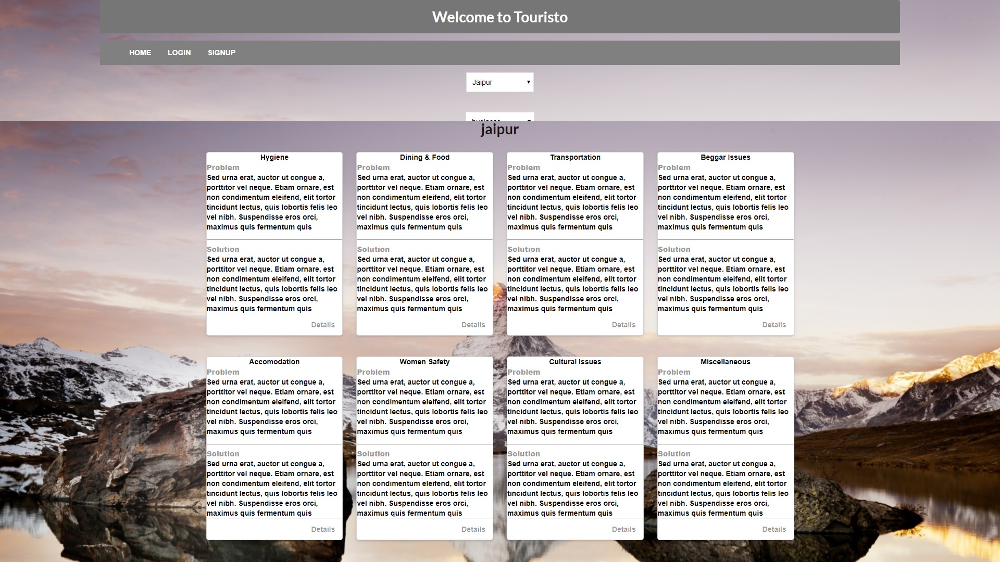 Welcome to Touristo
HOME LOGIN SIGNUP
Jaipur
business
jaipur
Hygiene
Problem
Sed urna erat, auctor ut congue a,
porttitor vel neque. Etiam ornare, est
non condimentum eleifend, elit tortor
tincidunt lectus, quis lobortis felis leo
vel nibh. Suspendisse eros orci,
maximus quis fermentum quis
Solution
Sed urna erat, auctor ut congue a,
porttitor vel neque. Etiam ornare, est
non condimentum eleifend, elit tortor
tincidunt lectus, quis lobortis felis leo
vel nibh. Suspendisse eros orci,
maximus quis fermentum quis
Details
Dining & Food
Problem
Sed urna erat, auctor ut congue a,
porttitor vel neque. Etiam ornare, est
non condimentum eleifend, elit tortor
tincidunt lectus, quis lobortis felis leo
vel nibh. Suspendisse eros orci,
maximus quis fermentum quis
Solution
Sed urna erat, auctor ut congue a,
porttitor vel neque. Etiam ornare, est
non condimentum eleifend, elit tortor
tincidunt lectus, quis lobortis felis leo
vel nibh. Suspendisse eros orci,
maximus quis fermentum quis
Details
Transportation
Problem
Sed urna erat, auctor ut congue a,
porttitor vel neque. Etiam ornare, est
non condimentum eleifend, elit tortor
tincidunt lectus, quis lobortis felis leo
vel nibh. Suspendisse eros orci,
maximus quis fermentum quis
Solution
Sed urna erat, auctor ut congue a,
porttitor vel neque. Etiam ornare, est
non condimentum eleifend, elit tortor
tincidunt lectus, quis lobortis felis leo
vel nibh. Suspendisse eros orci,
maximus quis fermentum quis
Details
Beggar Issues
Problem
Sed urna erat, auctor ut congue a,
porttitor vel neque. Etiam ornare, est
non condimentum eleifend, elit tortor
tincidunt lectus, quis lobortis felis leo
vel nibh. Suspendisse eros orci,
maximus quis fermentum quis
Solution
Sed urna erat, auctor ut congue a,
porttitor vel neque. Etiam ornare, est
non condimentum eleifend, elit tortor
tincidunt lectus, quis lobortis felis leo
vel nibh. Suspendisse eros orci,
maximus quis fermentum quis
Details
Accomodation
Problem
Sed urna erat, auctor ut congue a,
porttitor vel neque. Etiam ornare, est
non condimentum eleifend, elit tortor
tincidunt lectus, quis lobortis felis leo
vel nibh. Suspendisse eros orci,
maximus quis fermentum quis
Solution
Sed urna erat, auctor ut congue a,
porttitor vel neque. Etiam ornare, est
non condimentum eleifend, elit tortor
tincidunt lectus, quis lobortis felis leo
vel nibh. Suspendisse eros orci,
maximus quis fermentum quis
Details
Women Safety
Problem
Sed urna erat, auctor ut congue a,
porttitor vel neque. Etiam ornare, est
non condimentum eleifend, elit tortor
tincidunt lectus, quis lobortis felis leo
vel nibh. Suspendisse eros orci,
maximus quis fermentum quis
Solution
Sed urna erat, auctor ut congue a,
porttitor vel neque. Etiam ornare, est
non condimentum eleifend, elit tortor
tincidunt lectus, quis lobortis felis leo
vel nibh. Suspendisse eros orci,
maximus quis fermentum quis
Details
Cultural Issues
Problem
Sed urna erat, auctor ut congue a,
porttitor vel neque. Etiam ornare, est
non condimentum eleifend, elit tortor
tincidunt lectus, quis lobortis felis leo
vel nibh. Suspendisse eros orci,
maximus quis fermentum quis
Solution
Sed urna erat, auctor ut congue a,
porttitor vel neque. Etiam ornare, est
non condimentum eleifend, elit tortor
tincidunt lectus, quis lobortis felis leo
vel nibh. Suspendisse eros orci,
maximus quis fermentum quis
Details
Miscellaneous
Problem
Sed urna erat, auctor ut congue a,
porttitor vel neque. Etiam ornare, est
non condimentum eleifend, elit tortor
tincidunt lectus, quis lobortis felis leo
vel nibh. Suspendisse eros orci,
maximus quis fermentum quis
Solution
Sed urna erat, auctor ut congue a,
porttitor vel neque. Etiam ornare, est
non condimentum eleifend, elit tortor
tincidunt lectus, quis lobortis felis leo
vel nibh. Suspendisse eros orci,
maximus quis fermentum quis
Details